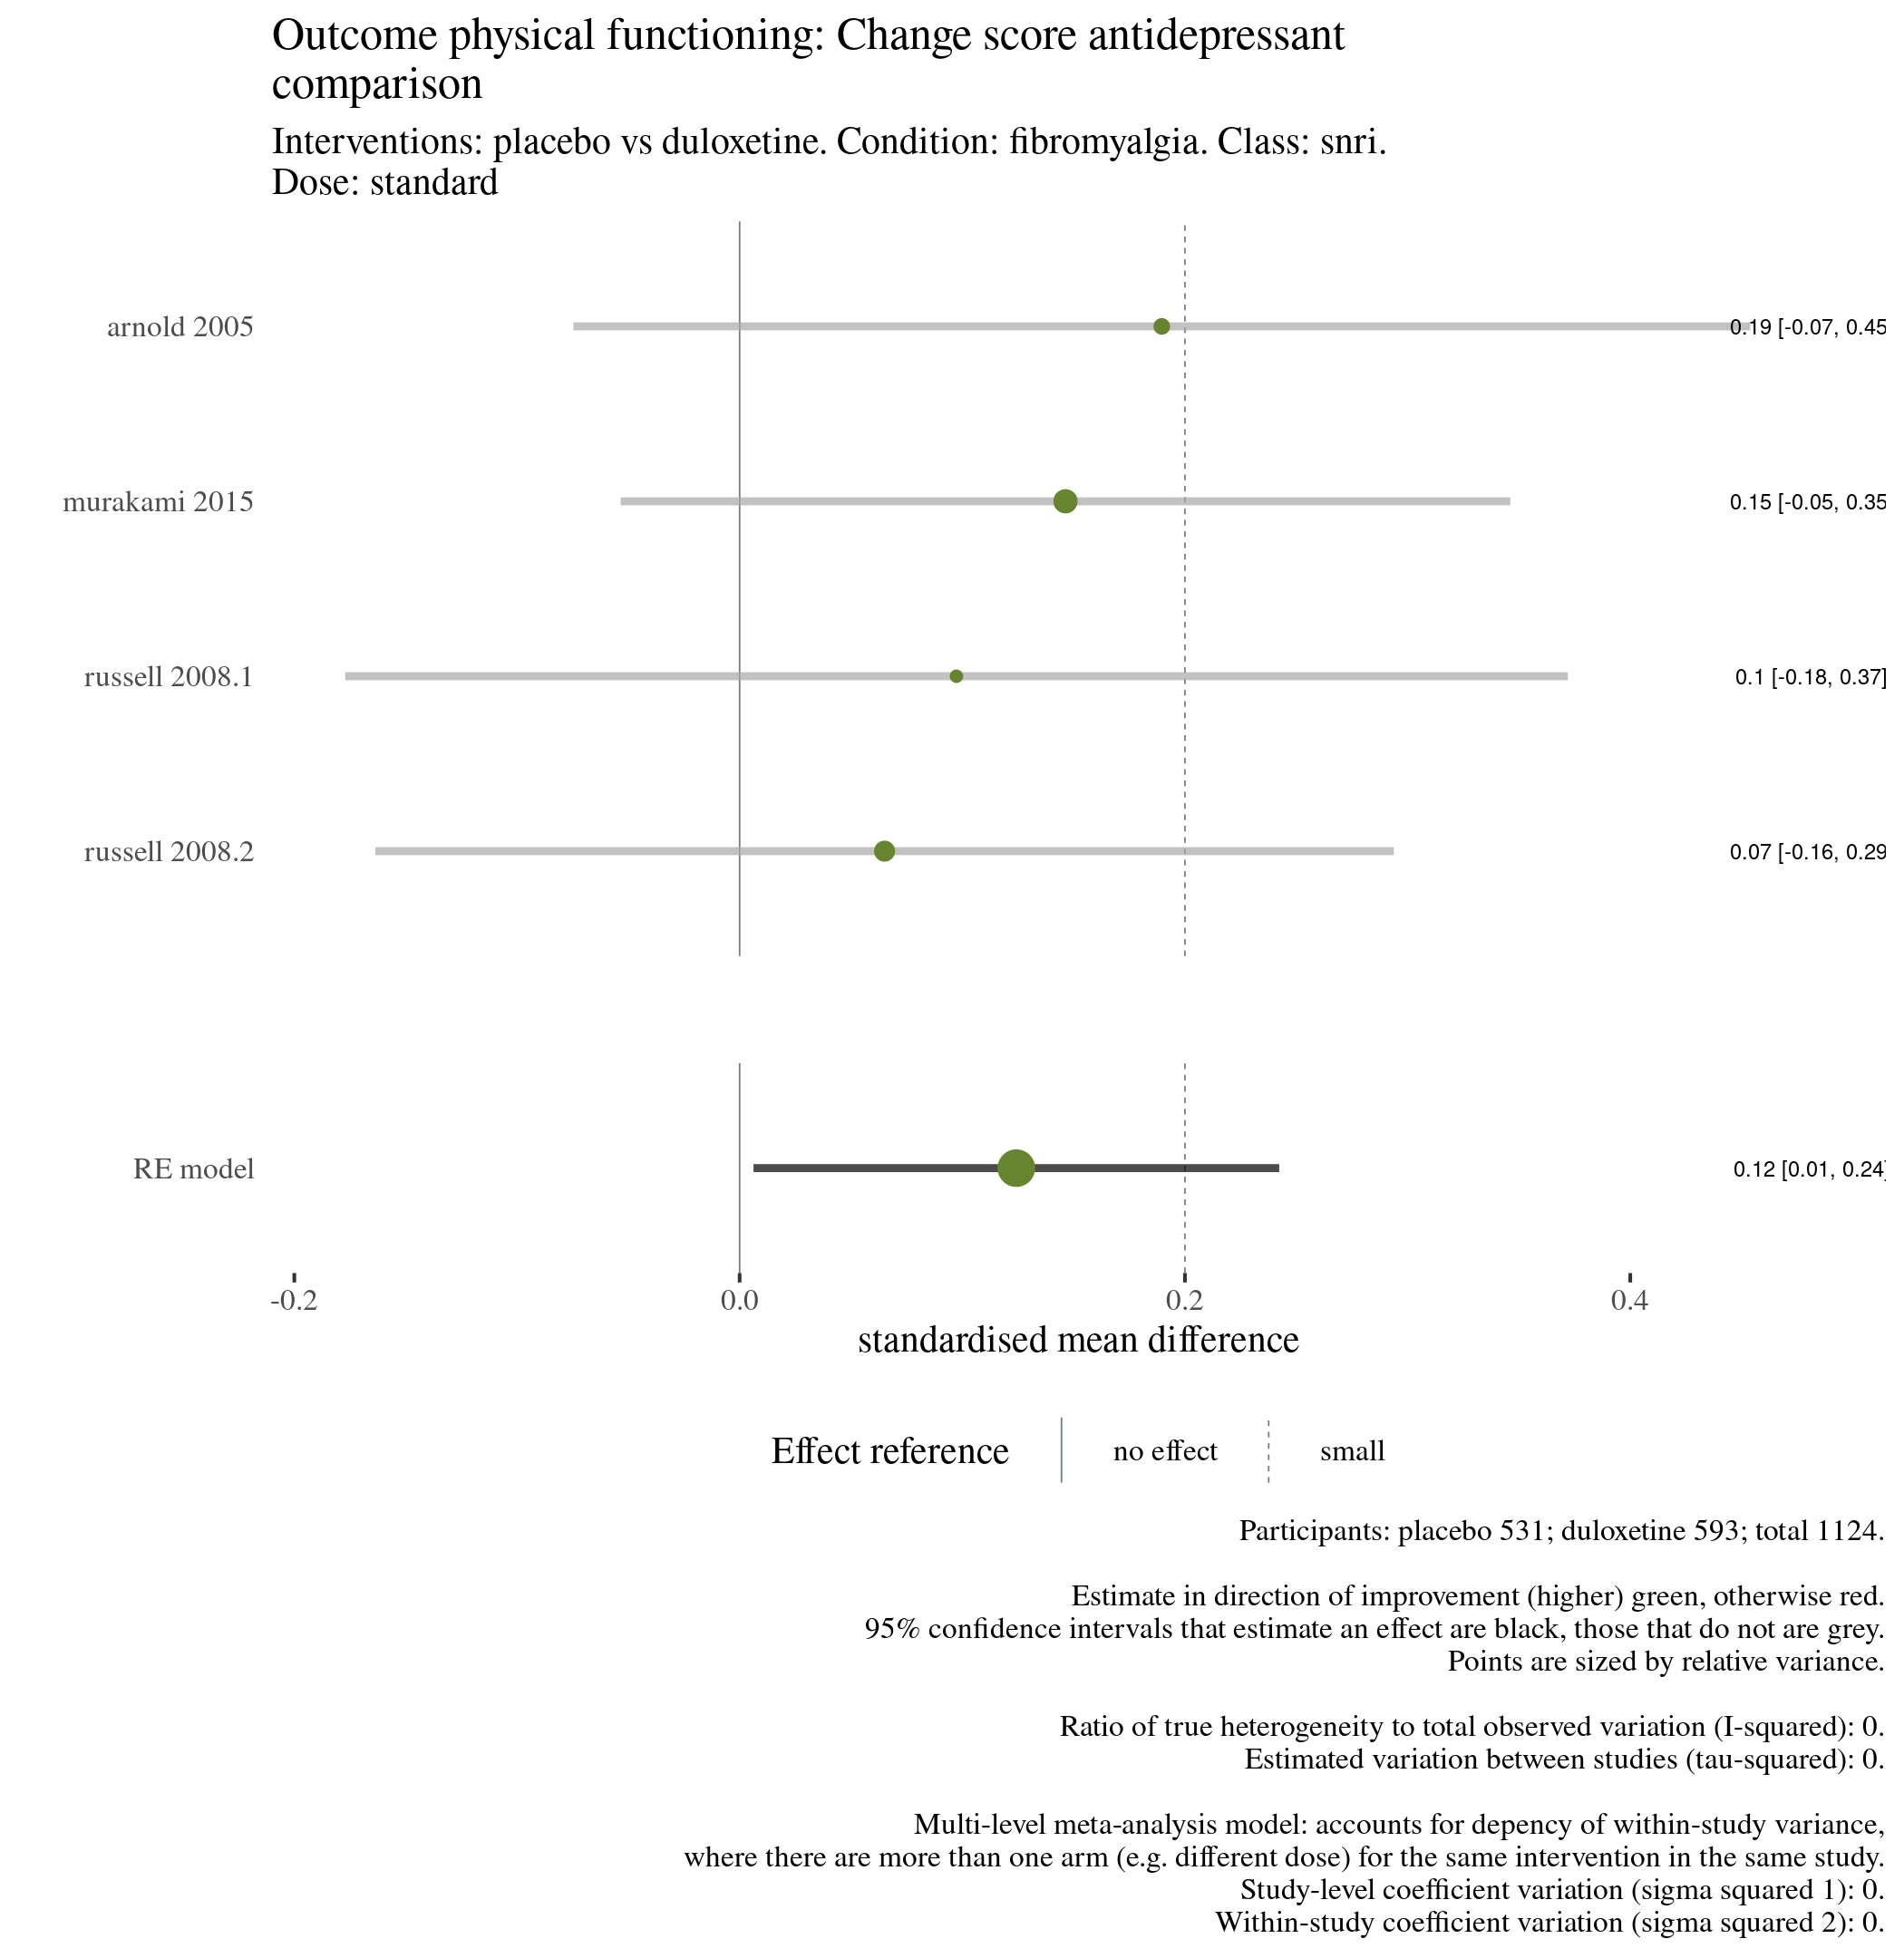 Outcome physical functioning: Change score antidepressant
comparison
Interventions: placebo vs duloxetine. Condition: fibromyalgia. Class: snri.
Dose: standard
arnold 2005 0.19 [-0.07, 0.45
murakami 2015 0.15 [-0.05, 0.35
russell 2008.1 0.1 [-0.18, 0.37]
russell 2008.2 0.07 [-0.16, 0.29
RE model 0.12 [0.01, 0.24]
-0.2 0.0 0.2 0.4
standardised mean difference
Effect reference no effect small
Participants: placebo 531; duloxetine 593; total 1124.
Estimate in direction of improvement (higher) green, otherwise red.
95% confidence intervals that estimate an effect are black, those that do not are grey.
Points are sized by relative variance.
Ratio of true heterogeneity to total observed variation (I-squared): 0.
Estimated variation between studies (tau-squared): 0.
Multi-level meta-analysis model: accounts for depency of within-study variance,
where there are more than one arm (e.g. different dose) for the same intervention in the same study.
Study-level coefficient variation (sigma squared 1): 0.
Within-study coefficient variation (sigma squared 2): 0.